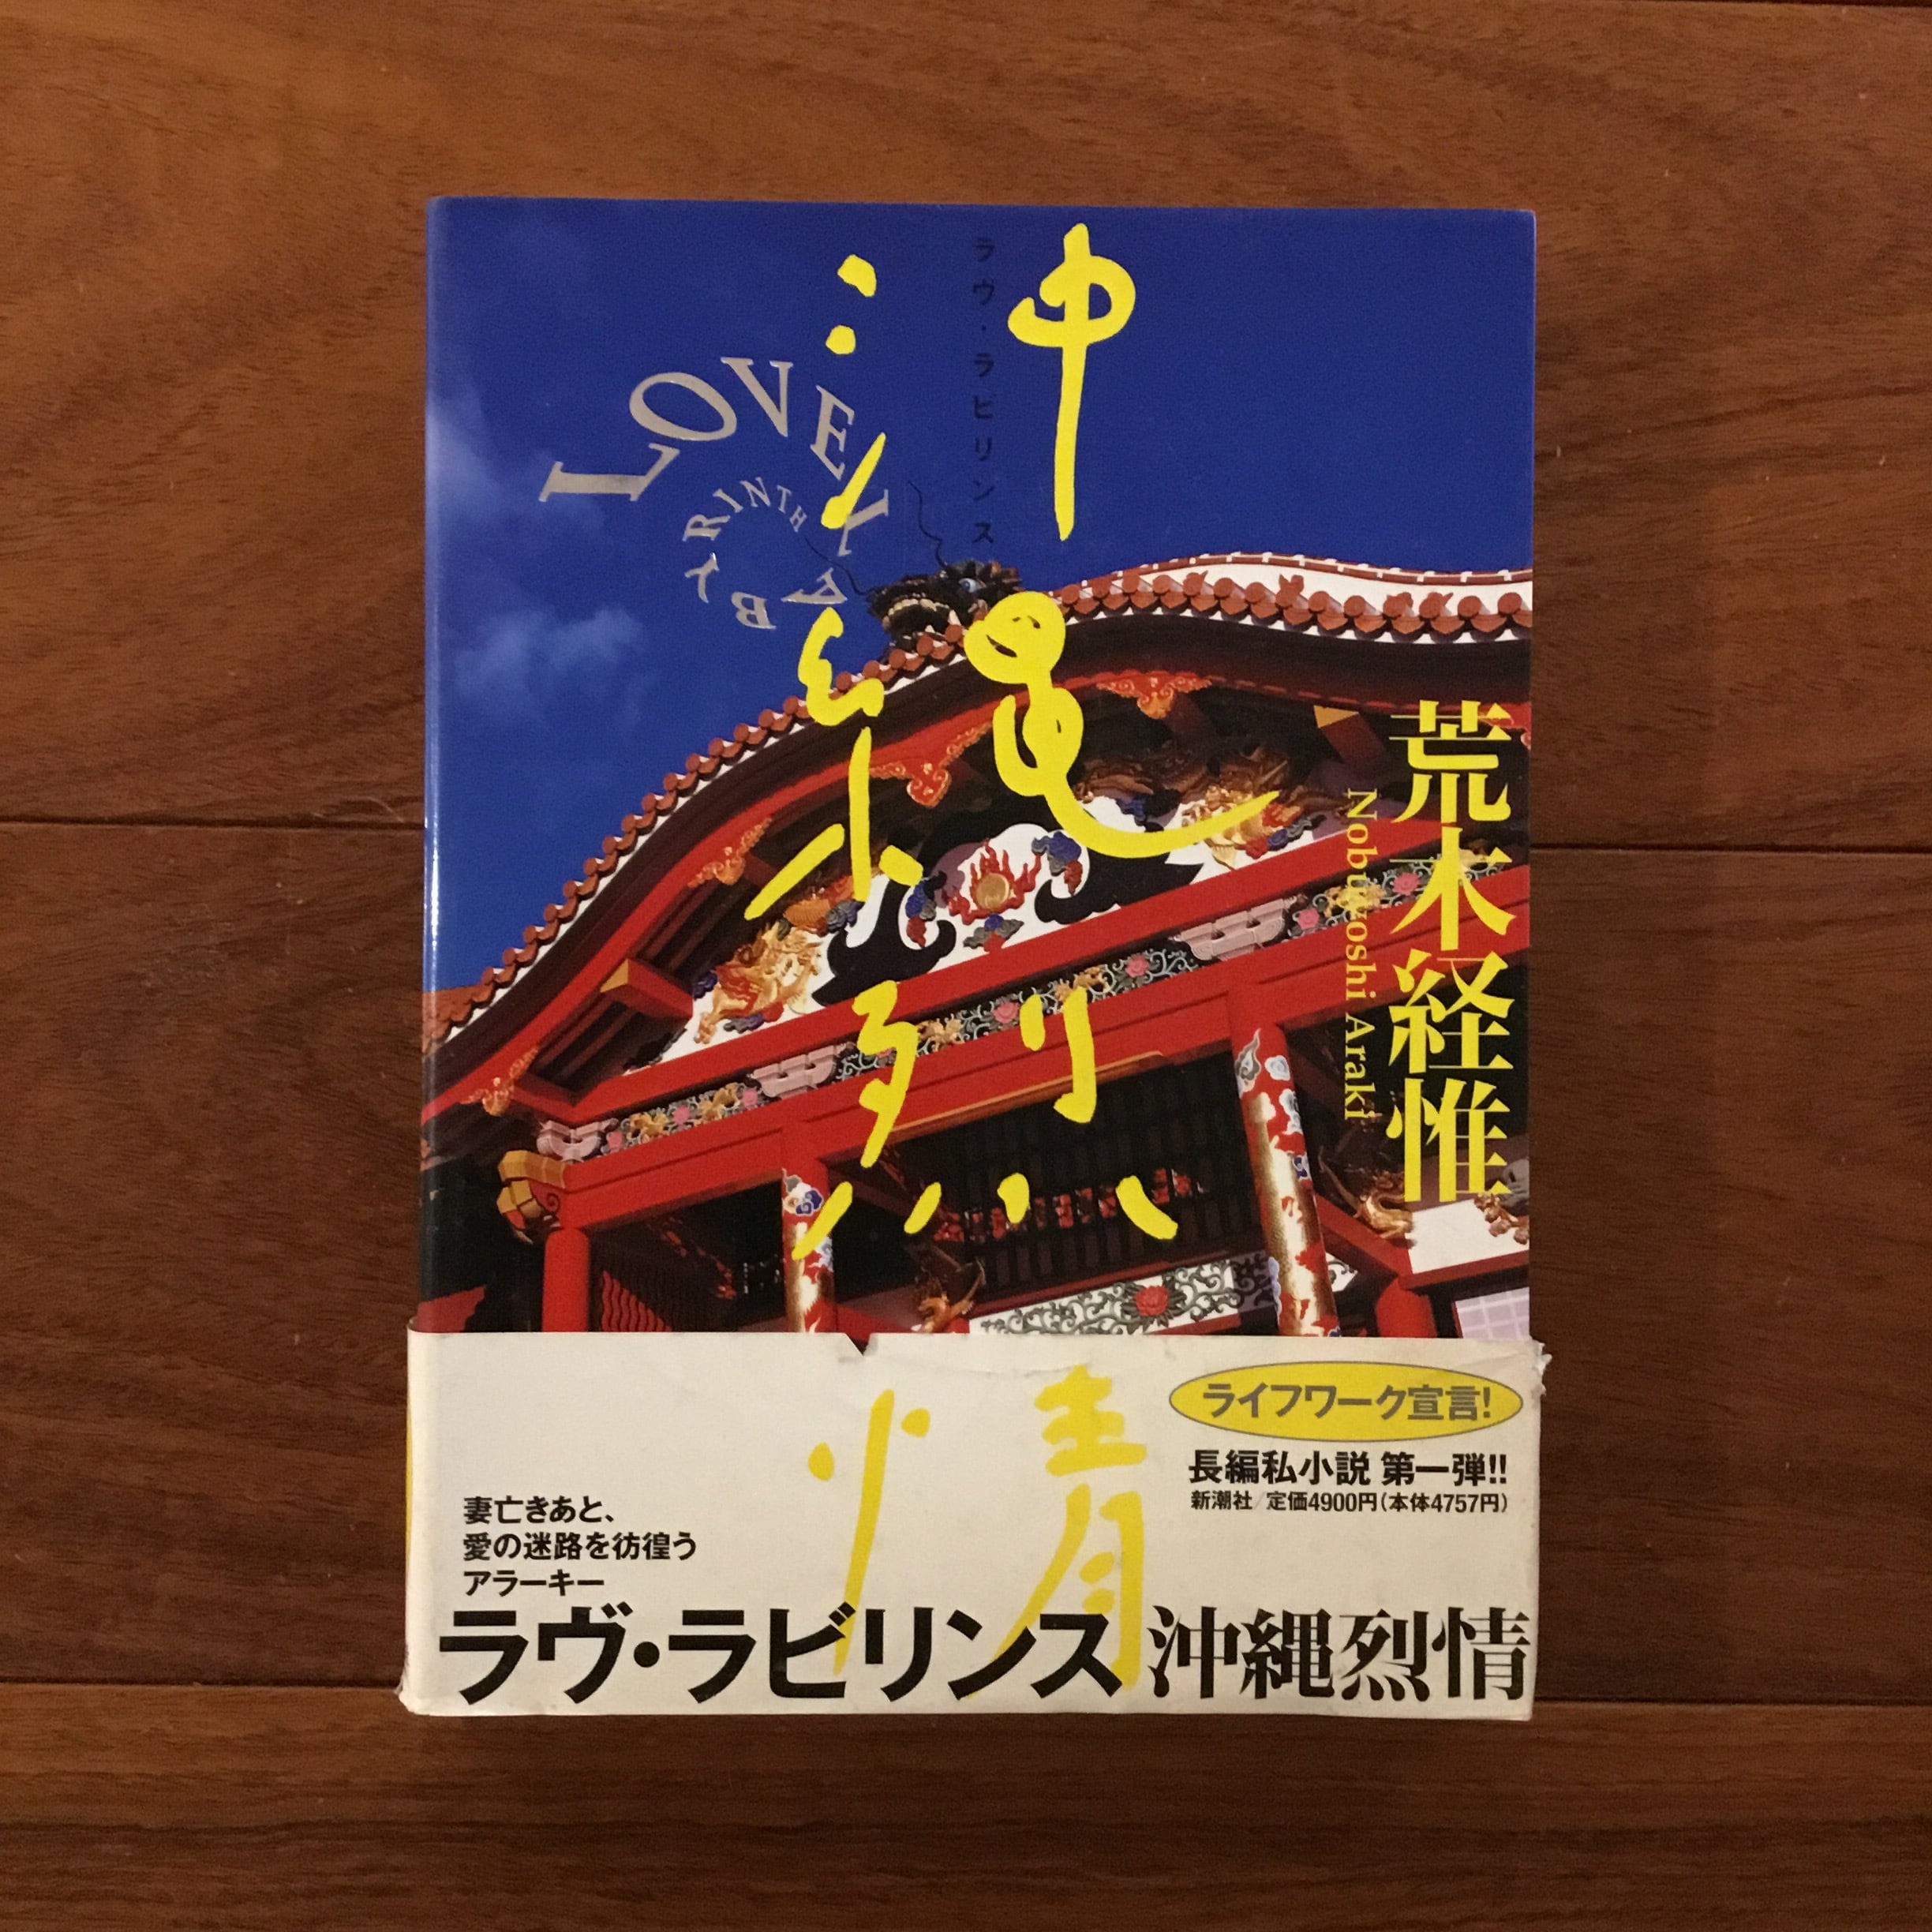 沖縄烈情
ラヴ・ラビリンス
LOVE LABYRINTH
荒木経惟
Nobuyoshi Araki
ライフワーク宣言!
長編私小説 第一弾!!
新潮社/定価4900円(本体4757円)
妻亡きあと、
愛の迷路を彷徨う
アラーキー
ラヴ・ラビリンス 沖縄烈情